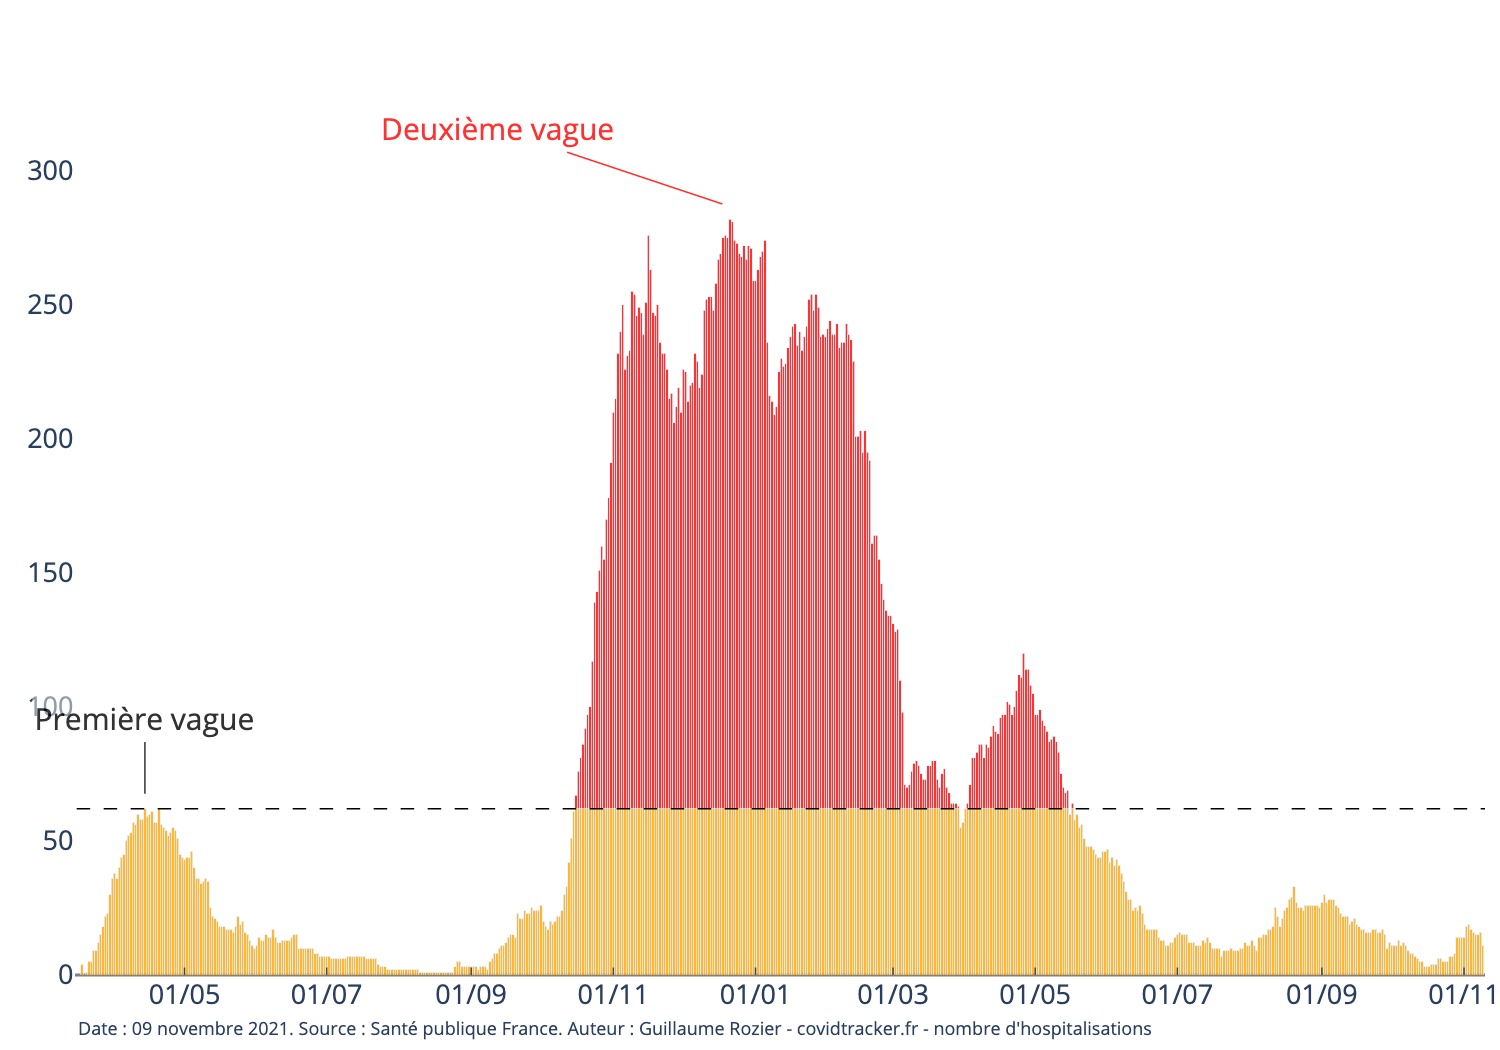 Deuxième vague
300
250
200
150
100
Première vague
50
0
01/05 01/07 01/09 01/11 01/01 01/03 01/05 01/07 01/09 01/11
Date : 09 novembre 2021. Source : Santé publique France. Auteur : Guillaume Rozier - covidtracker.fr - nombre d'hospitalisations